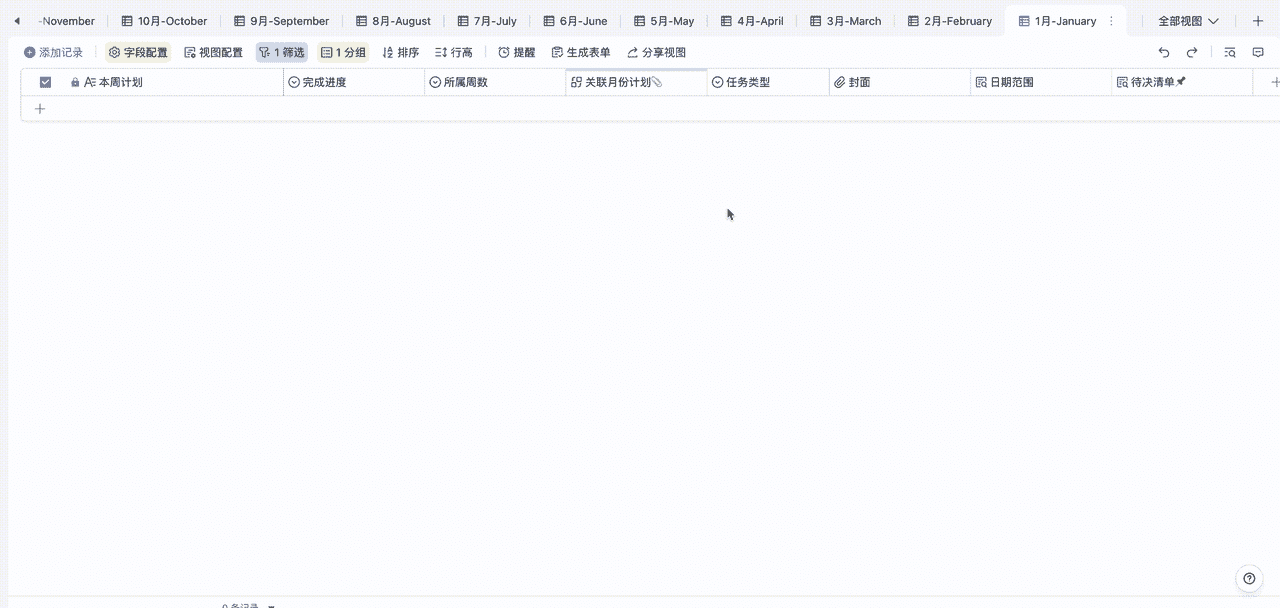 -November 10月-October 9月-September 8月-August 7月-July 6月-June 5月-May 4月-April 3月-March 2月-February 1月-January 全部视图
添加记录 字段配置 视图配置 1 筛选 1 分组 排序 行高 提醒 生成表单 分享视图
本周计划 完成进度 所属周数 关联月份计划 任务类型 封面 日期范围 待决清单
0 条记录